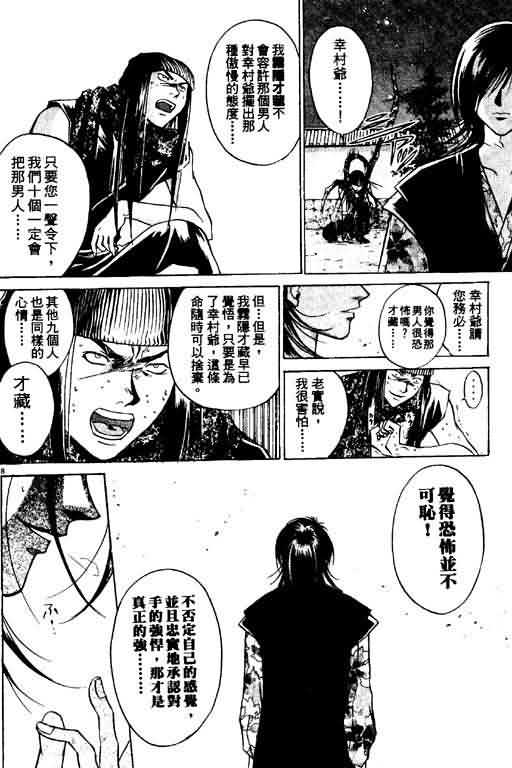 幸村爺
……！
我霧隱才藏不
會容許那個男人
對幸村爺擺出那
種傲慢的態度……
只要您一聲令下，
我們十個一定會
把那男人……
幸村爺請
您務必……
你覺得那
男人很恐
怖嗎？
才藏……
但…但是，
我霧隱才藏早已
覺悟，只要是為
了幸村爺，這條
命隨時可以捨棄。
其他九個人
也是同樣的
心情……
……
老實說，
我很害怕……
才藏……
覺得恐怖並不
可恥！
不否定自己的感覺，
並且忠實地承認對
手的強悍，那才是
真正的強……
8